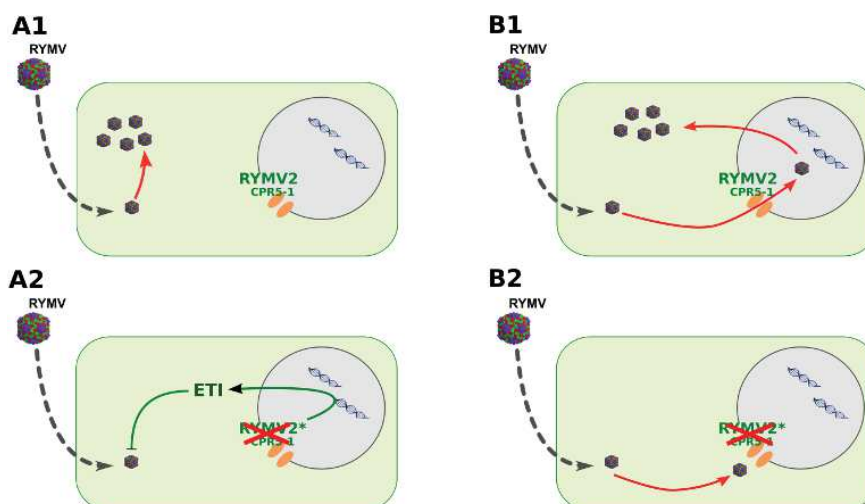 A1
RYMV
RYMV2
CPR5-1
B1
RYMV
RYMV2
CPR5-1
A2
RYMV
ETI
RYMV2*
CPR5-1
B2
RYMV
RYMV2*
CPR5-1